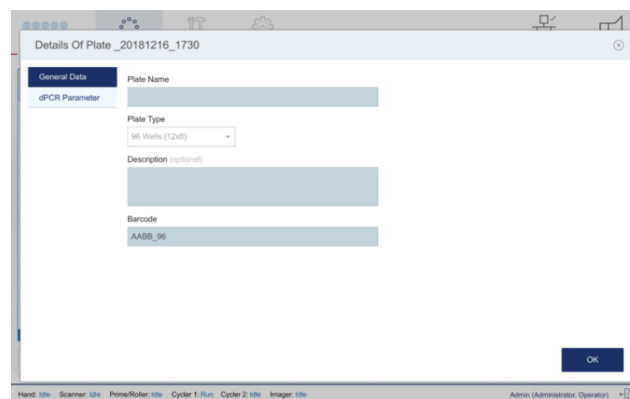 Details Of Plate _20181216_1730
General Data
dPCR Parameter
Plate Name
Plate Type
96 Wells (12x8)
Description (optional)
Barcode
AABB_96
OK
Hand: Idle Scanner: Idle Prime/Roller: Idle Cycler 1: Run Cycler 2: Idle Imager: Idle Admin (Administrator, Operator)